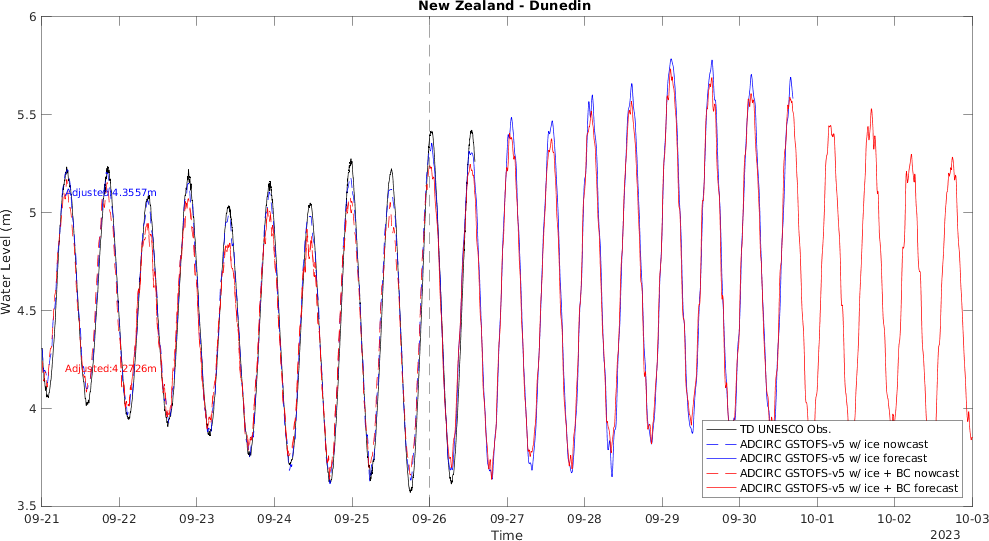 New Zealand - Dunedin
6
5.5
5
4.5
4
3.5
Water Level (m)
Adjusted:4.3557m
Adjusted:4.2726m
TD UNESCO Obs.
ADCIRC GSTOFS-v5 w/ ice nowcast
ADCIRC GSTOFS-v5 w/ ice forecast
ADCIRC GSTOFS-v5 w/ ice + BC nowcast
ADCIRC GSTOFS-v5 w/ ice + BC forecast
09-21 09-22 09-23 09-24 09-25 09-26 09-27 09-28 09-29 09-30 10-01 10-02 10-03
Time
2023